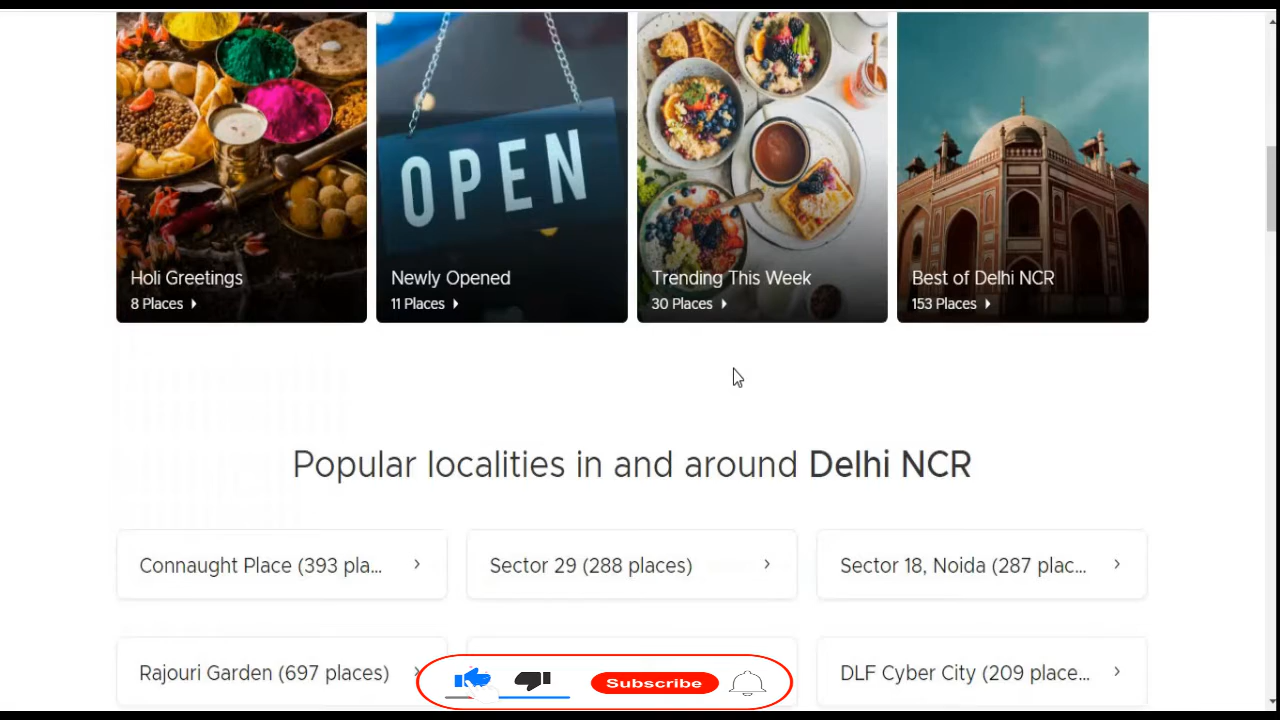 OPEN
Holi Greetings
8 Places
Newly Opened
11 Places
Trending This Week
30 Places
Best of Delhi NCR
153 Places
Popular localities in and around Delhi NCR
Connaught Place (393 pla...
Sector 29 (288 places)
Sector 18, Noida (287 plac...
Rajouri Garden (697 places)
DLF Cyber City (209 place...
Subscribe